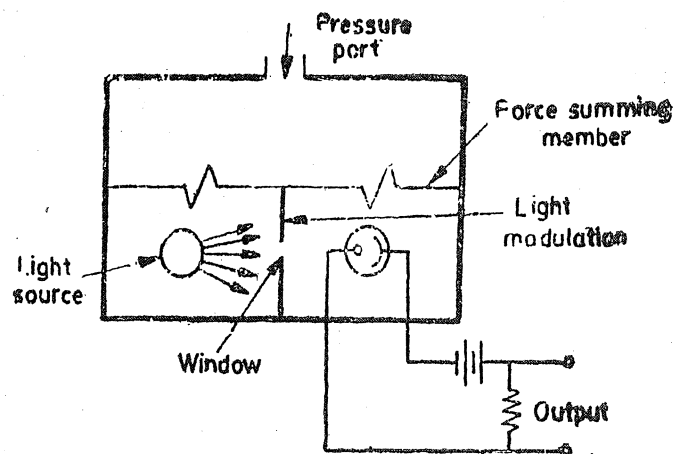 Pressure
port
Force summing
member
Light
modulation
Light
source
Window
Output